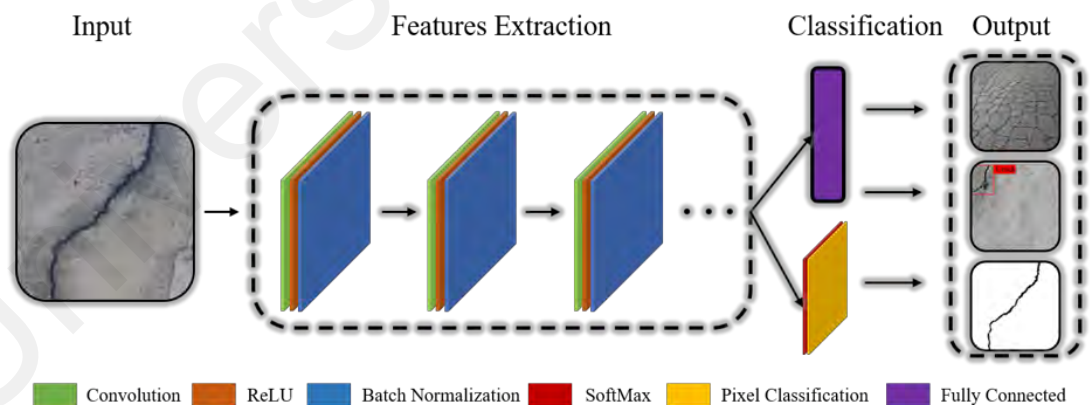 Input Features Extraction Classification Output
Convolution ReLU Batch Normalization SoftMax Pixel Classification Fully Connected